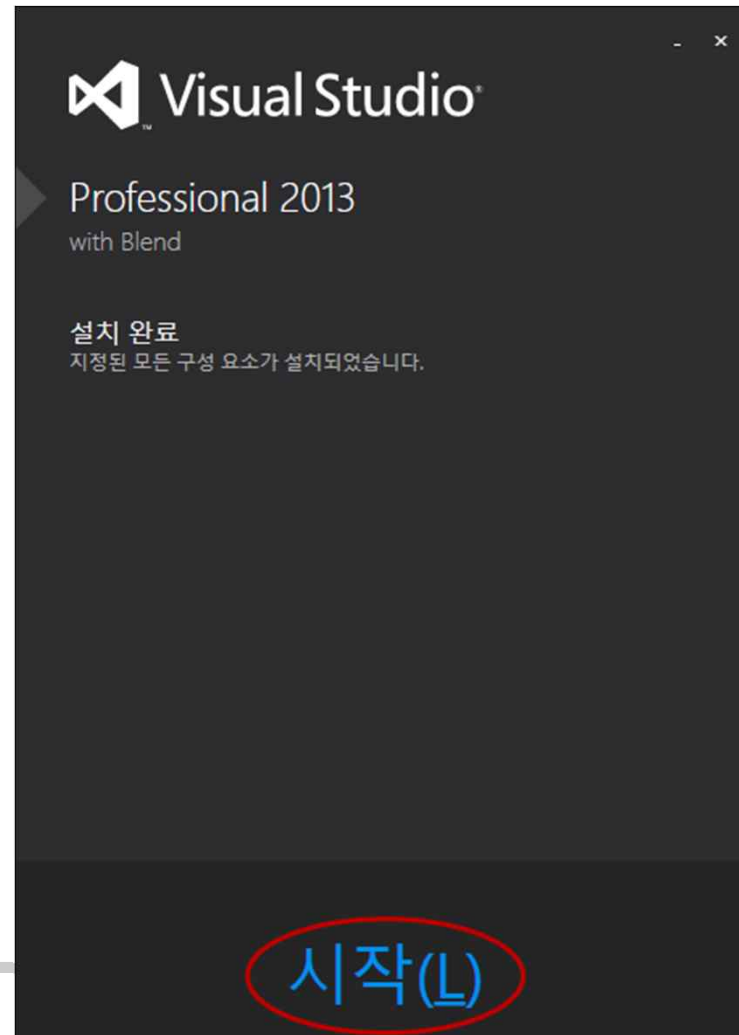 Visual Studio®
Professional 2013
with Blend
설치 완료
지정된 모든 구성 요소가 설치되었습니다.
시작(L)